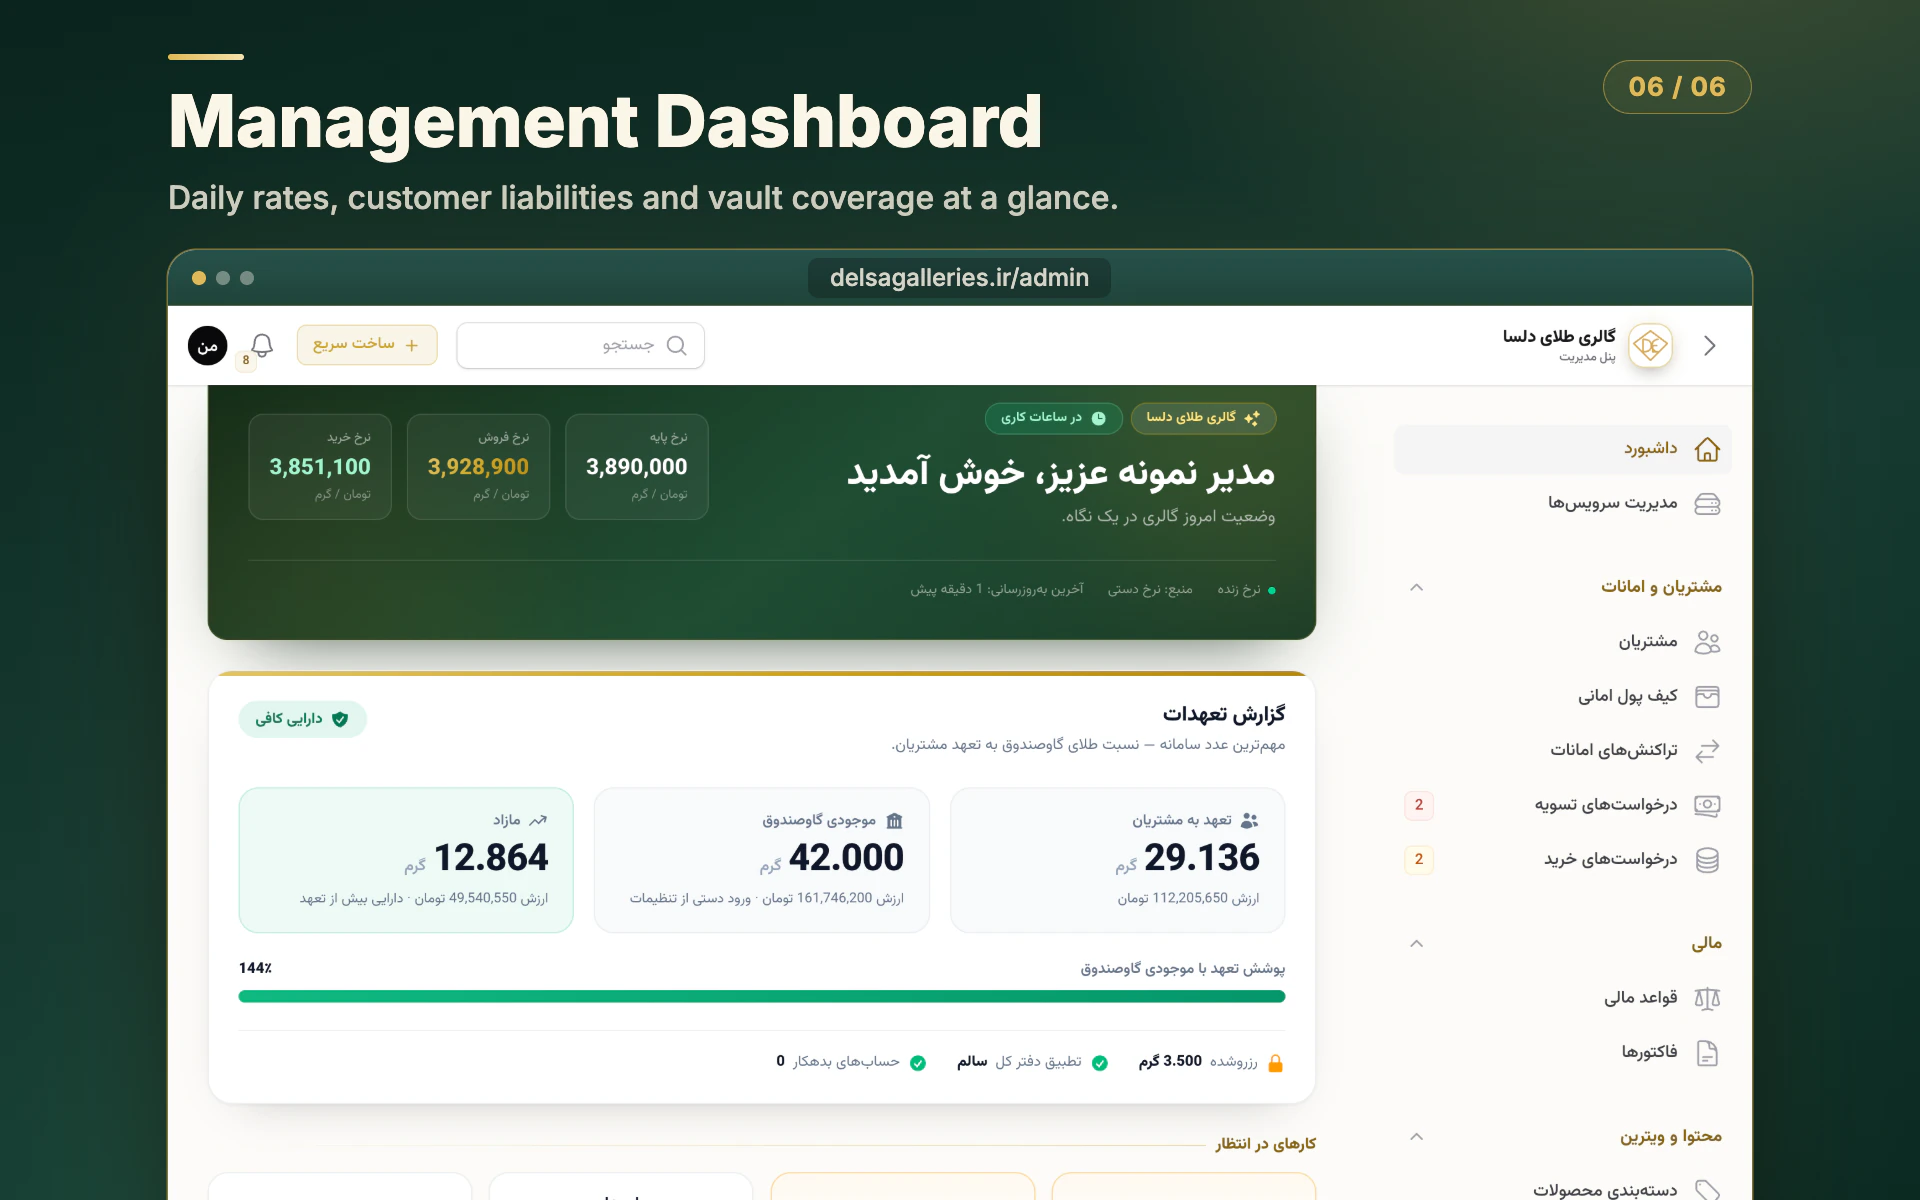 06 / 06
Management Dashboard
Daily rates, customer liabilities and vault coverage at a glance.
delsagalleries.ir/admin
گالری طلای دلسا
پنل مدیریت
جستجو
ساخت سریع
8
من
داشبورد
مدیریت سرویس‌ها
مشتریان و امانات
مشتریان
کیف پول امانی
تراکنش‌های امانات
درخواست‌های تسویه
2
درخواست‌های خرید
2
مالی
قواعد مالی
فاکتورها
محتوا و ویترین
دسته‌بندی محصولات
گالری طلای دلسا
در ساعات کاری
مدیر نمونه عزیز، خوش آمدید
وضعیت امروز گالری در یک نگاه.
نرخ پایه
3,890,000
تومان / گرم
نرخ فروش
3,928,900
تومان / گرم
نرخ خرید
3,851,100
تومان / گرم
نرخ زنده
منبع: نرخ دستی
آخرین به‌روزرسانی: 1 دقیقه پیش
گزارش تعهدات
مهم‌ترین عدد سامانه — نسبت طلای گاوصندوق به تعهد مشتریان.
دارایی کافی
تعهد به مشتریان
29.136 گرم
ارزش 112,205,650 تومان
موجودی گاوصندوق
42.000 گرم
ارزش 161,746,200 تومان · ورود دستی از تنظیمات
مازاد
12.864 گرم
ارزش 49,540,550 تومان · دارایی بیش از تعهد
پوشش تعهد با موجودی گاوصندوق
144٪
رزروشده 3.500 گرم
تطبیق دفتر کل سالم
حساب‌های بدهکار 0
کارهای در انتظار